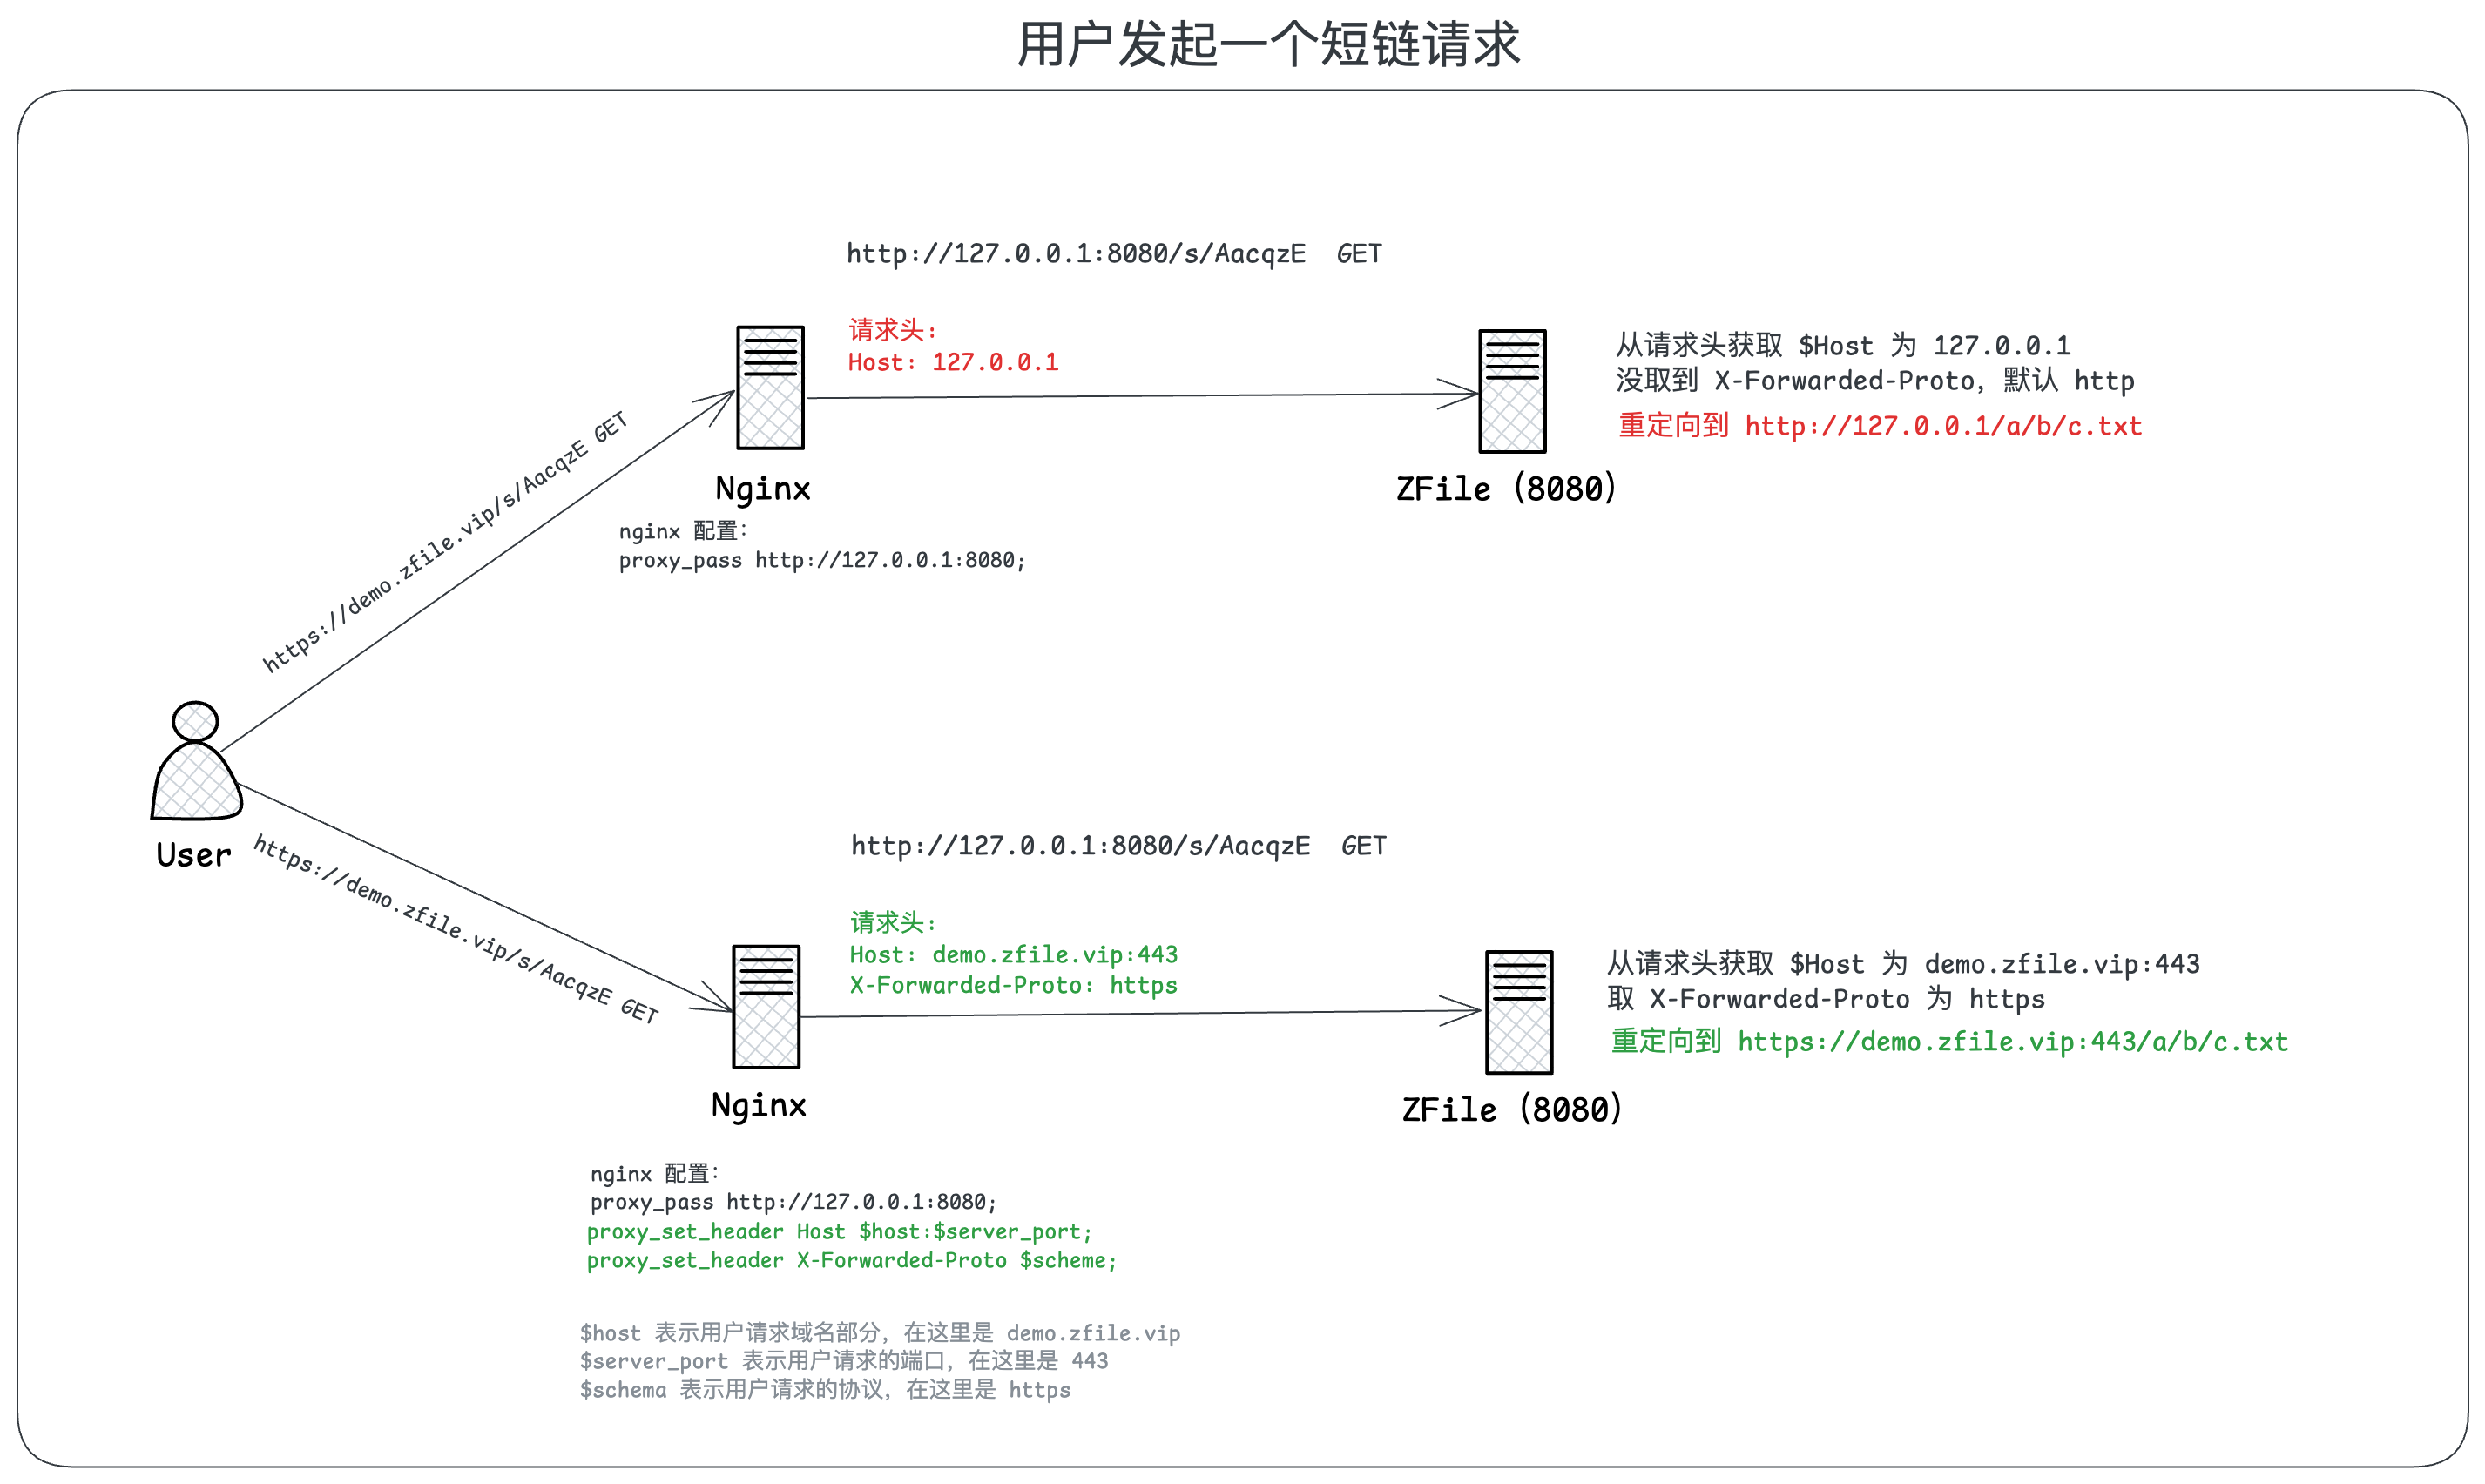 用户发起一个短链请求
http://127.0.0.1:8080/s/AacqzE  GET
请求头:
Host: 127.0.0.1
从请求头获取 $Host 为 127.0.0.1
没取到 X-Forwarded-Proto, 默认 http
重定向到 http://127.0.0.1/a/b/c.txt
https://demo.zfile.vip/s/AacqzE GET
Nginx
ZFile (8080)
nginx 配置:
proxy_pass http://127.0.0.1:8080;
User
https://demo.zfile.vip/s/AacqzE GET
http://127.0.0.1:8080/s/AacqzE  GET
请求头:
Host: demo.zfile.vip:443
X-Forwarded-Proto: https
从请求头获取 $Host 为 demo.zfile.vip:443
取 X-Forwarded-Proto 为 https
重定向到 https://demo.zfile.vip:443/a/b/c.txt
Nginx
ZFile (8080)
nginx 配置:
proxy_pass http://127.0.0.1:8080;
proxy_set_header Host $host:$server_port;
proxy_set_header X-Forwarded-Proto $scheme;
$host 表示用户请求域名部分, 在这里是 demo.zfile.vip
$server_port 表示用户请求的端口, 在这里是 443
$schema 表示用户请求的协议, 在这里是 https